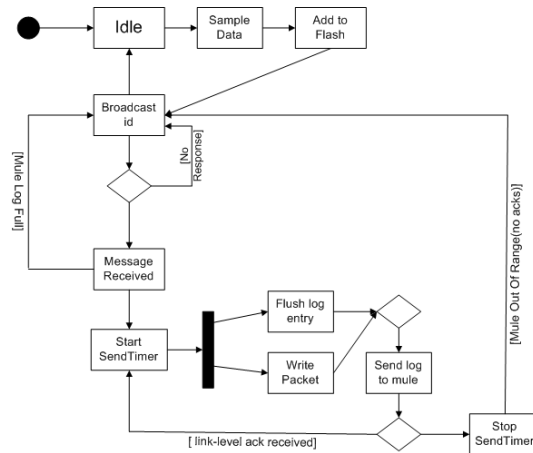 Idle
Sample
Data
Add to
Flash
Broadcast
id
[No
Response]
[Mule Log Full]
[Mule Out Of Range(no acks)]
Message
Received
Flush log
entry
Start
SendTimer
Write
Packet
Send log
to mule
[ link-level ack received]
Stop
SendTimer